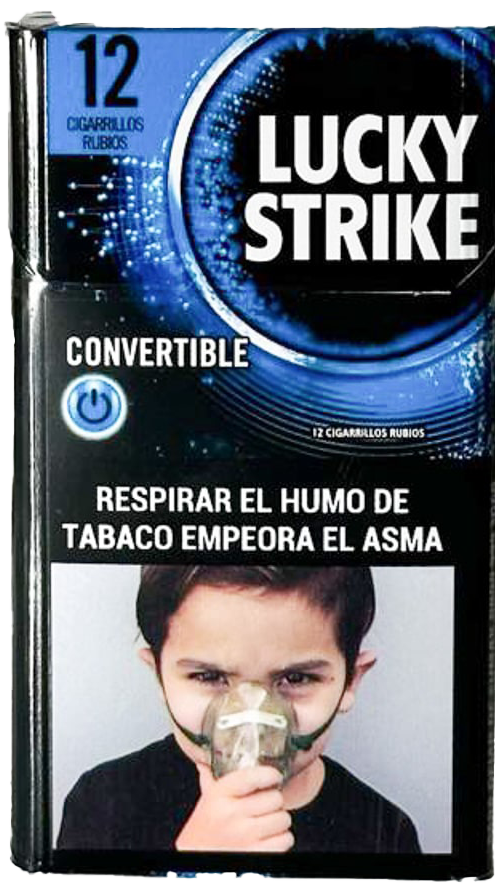 12
CIGARRILLOS
RUBIOS
LUCKY
STRIKE
CONVERTIBLE
12 CIGARRILLOS RUBIOS
RESPIRAR EL HUMO DE
TABACO EMPEORA EL ASMA